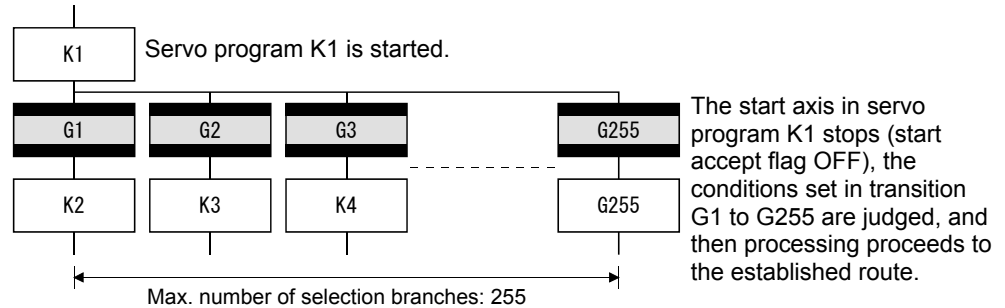 K1
Servo program K1 is started.
G1
G2
G3
G255
K2
K3
K4
G255
The start axis in servo
program K1 stops (start
accept flag OFF), the
conditions set in transition
G1 to G255 are judged, and
then processing proceeds to
the established route.
Max. number of selection branches: 255